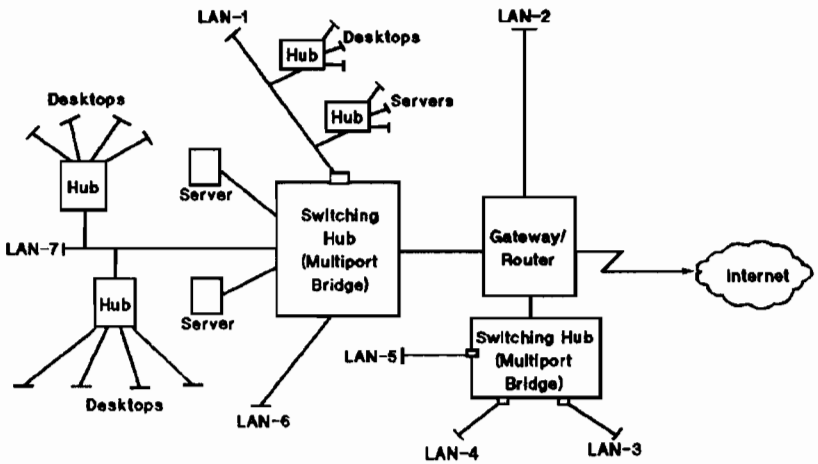 LAN-1
LAN-2
Hub
Desktops
Desktops
Hub
Servers
Hub
Server
Switching
Hub
(Multiport
Bridge)
Gateway/
Router
LAN-7
Internet
Hub
Server
Switching Hub
(Multiport
Bridge)
LAN-5
Desktops
LAN-6
LAN-4
LAN-3